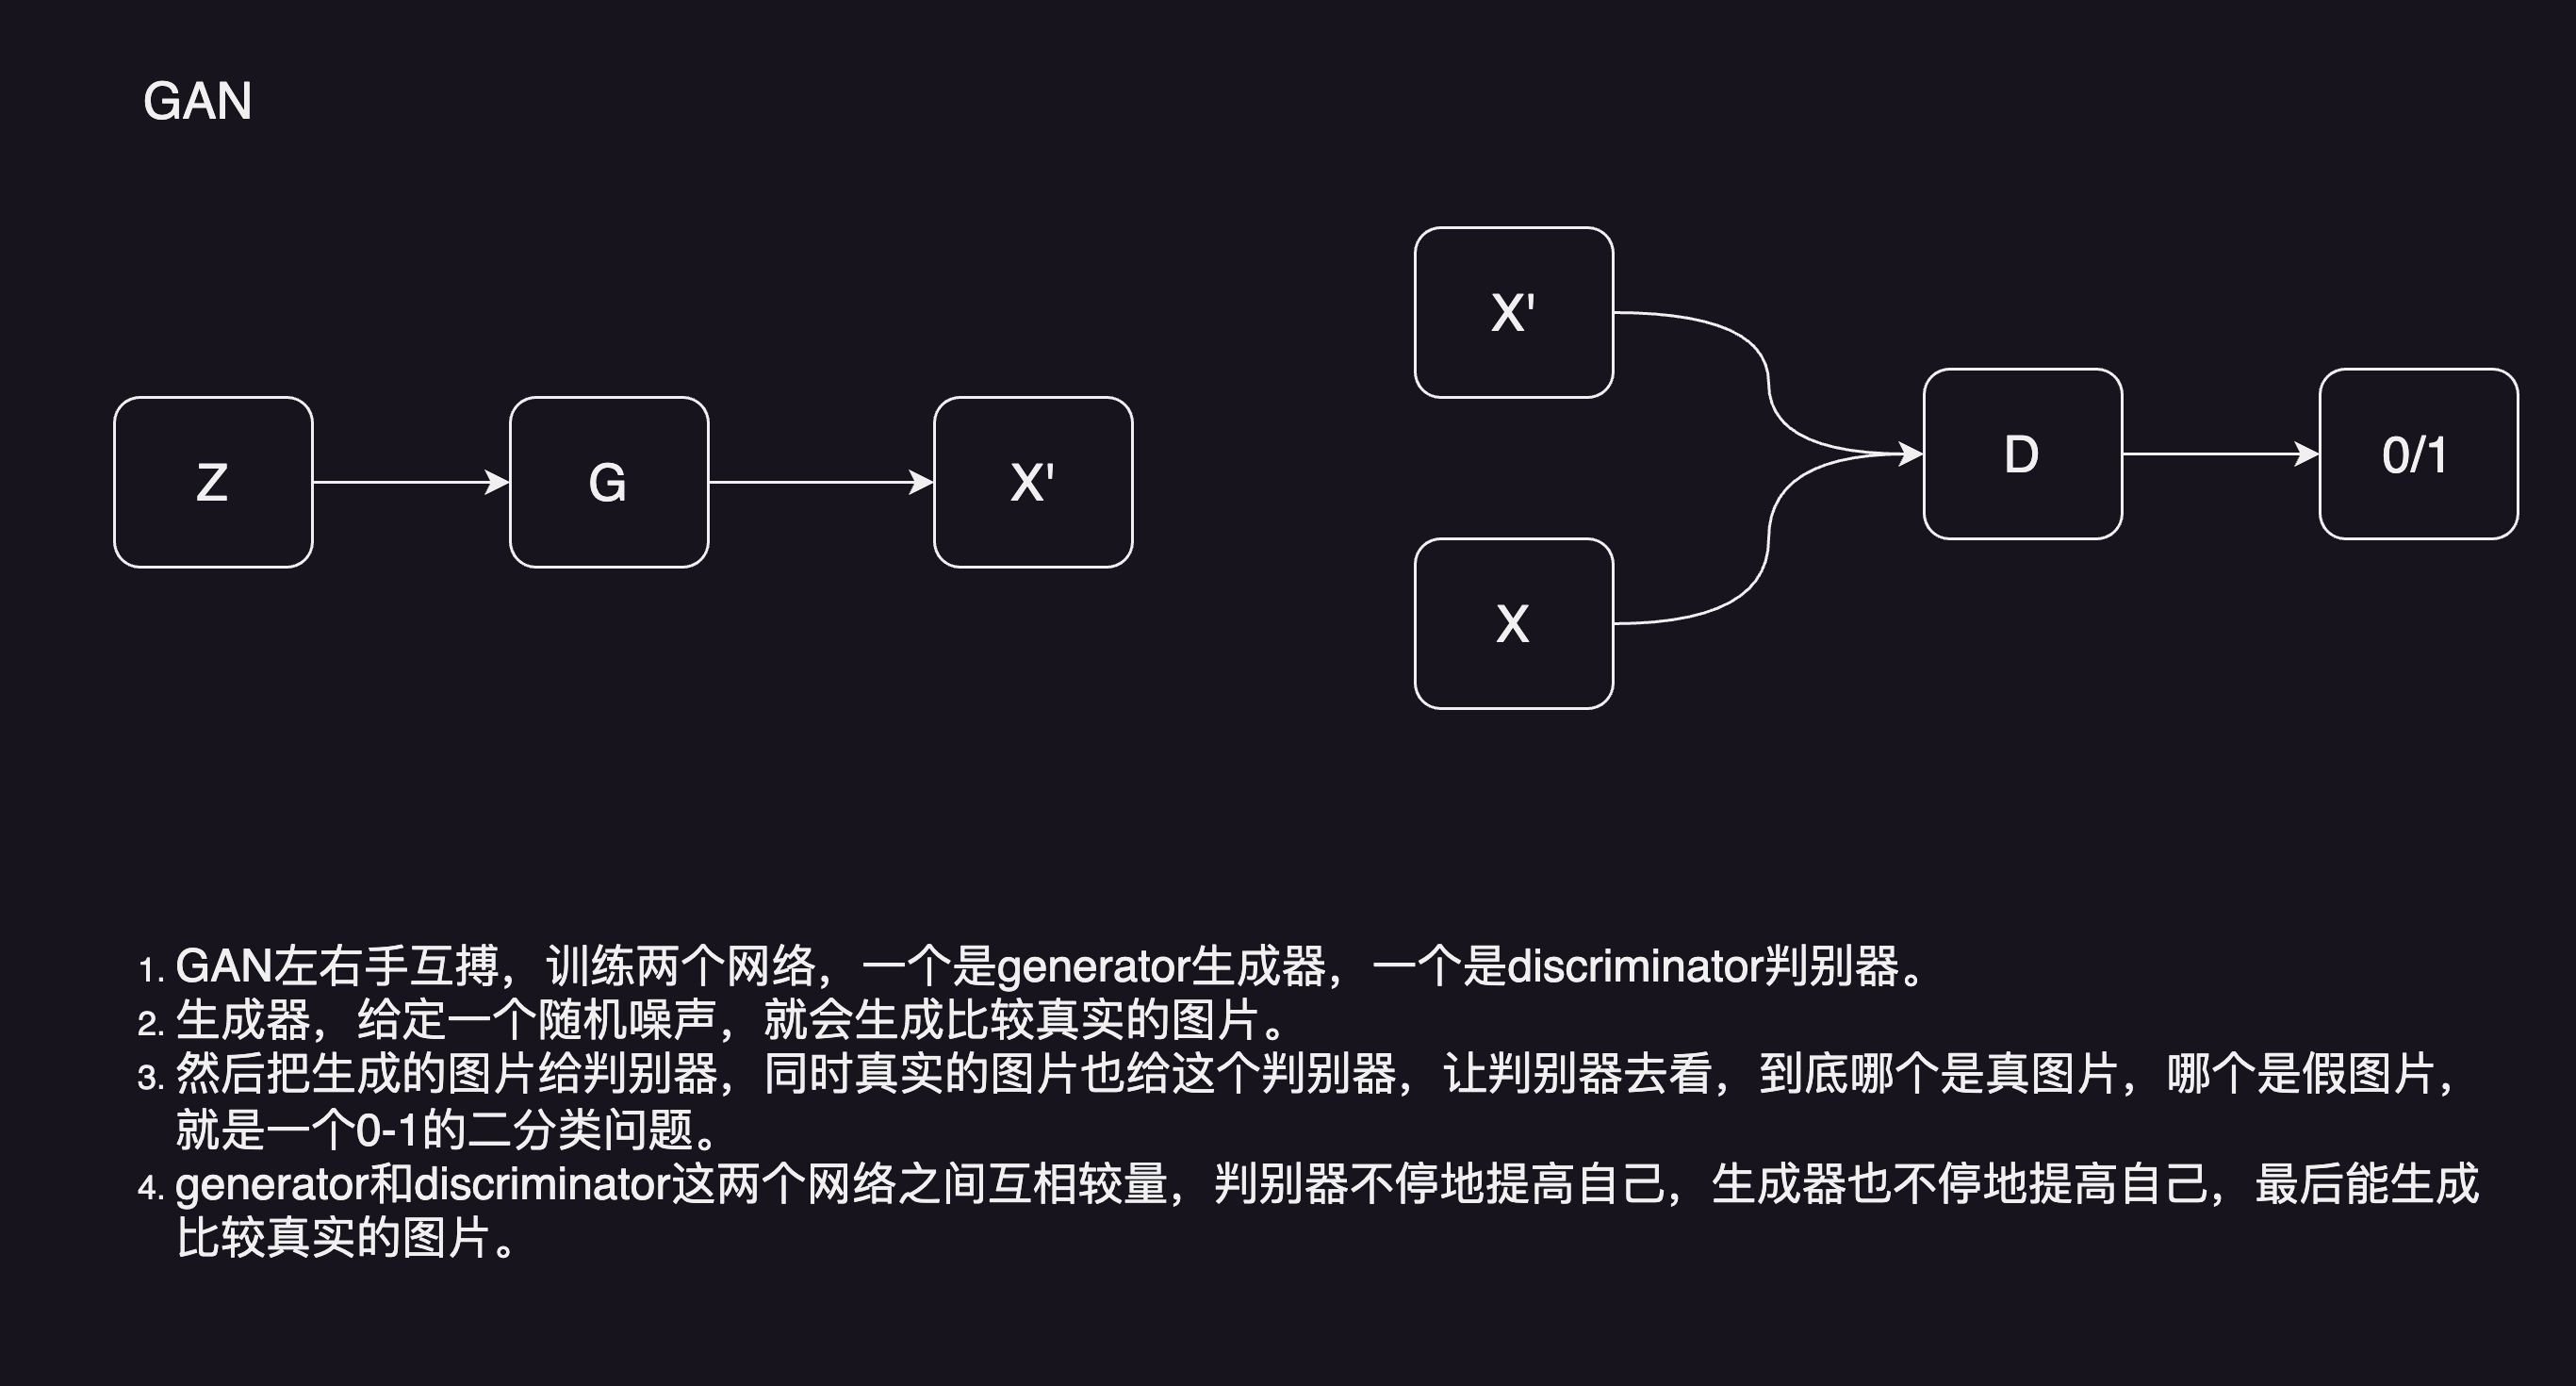 GAN
Z
G
X'
X'
X
D
0/1
1. GAN左右手互搏，训练两个网络，一个是generator生成器，一个是discriminator判别器。
2. 生成器，给定一个随机噪声，就会生成比较真实的图片。
3. 然后把生成的图片给判别器，同时真实的图片也给这个判别器，让判别器去看，到底哪个是真图片，哪个是假图片，
就是一个0-1的二分类问题。
4. generator和discriminator这两个网络之间互相较量，判别器不停地提高自己，生成器也不停地提高自己，最后能生成
比较真实的图片。